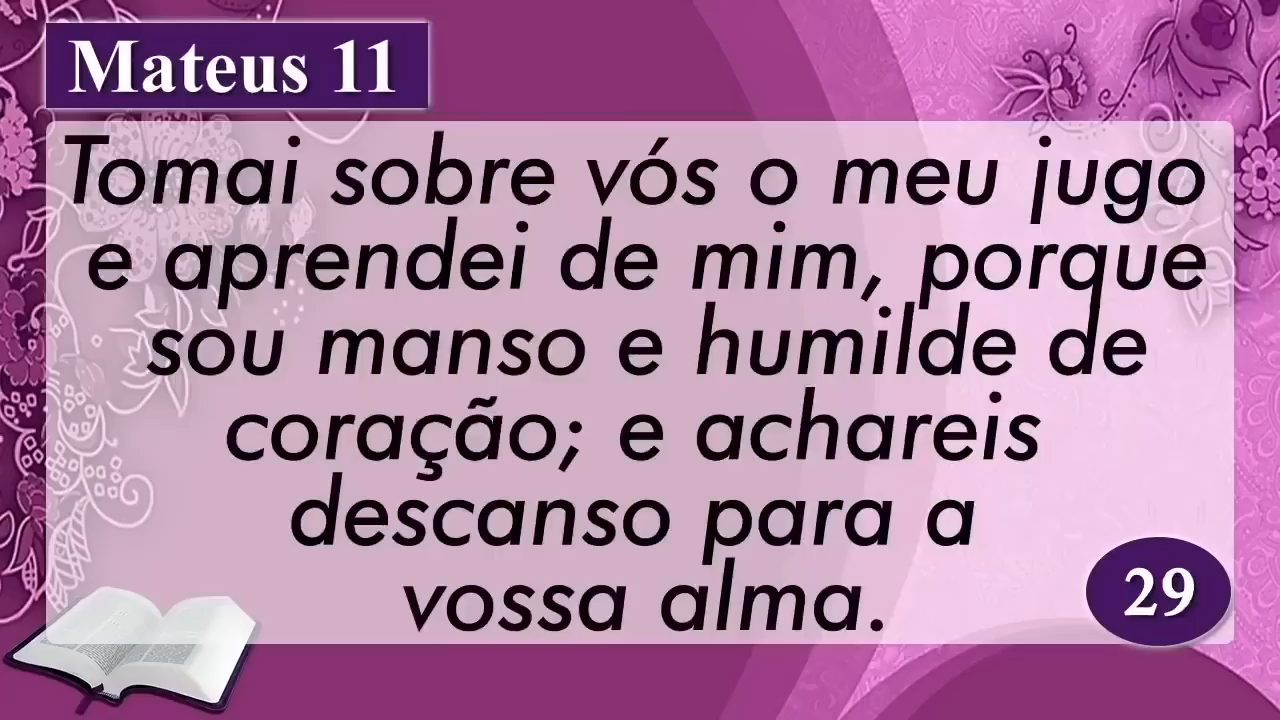 Mateus 11
Tomai sobre vós o meu jugo
e aprendei de mim, porque
sou manso e humilde de
coração; e achareis
descanso para a
vossa alma.
29